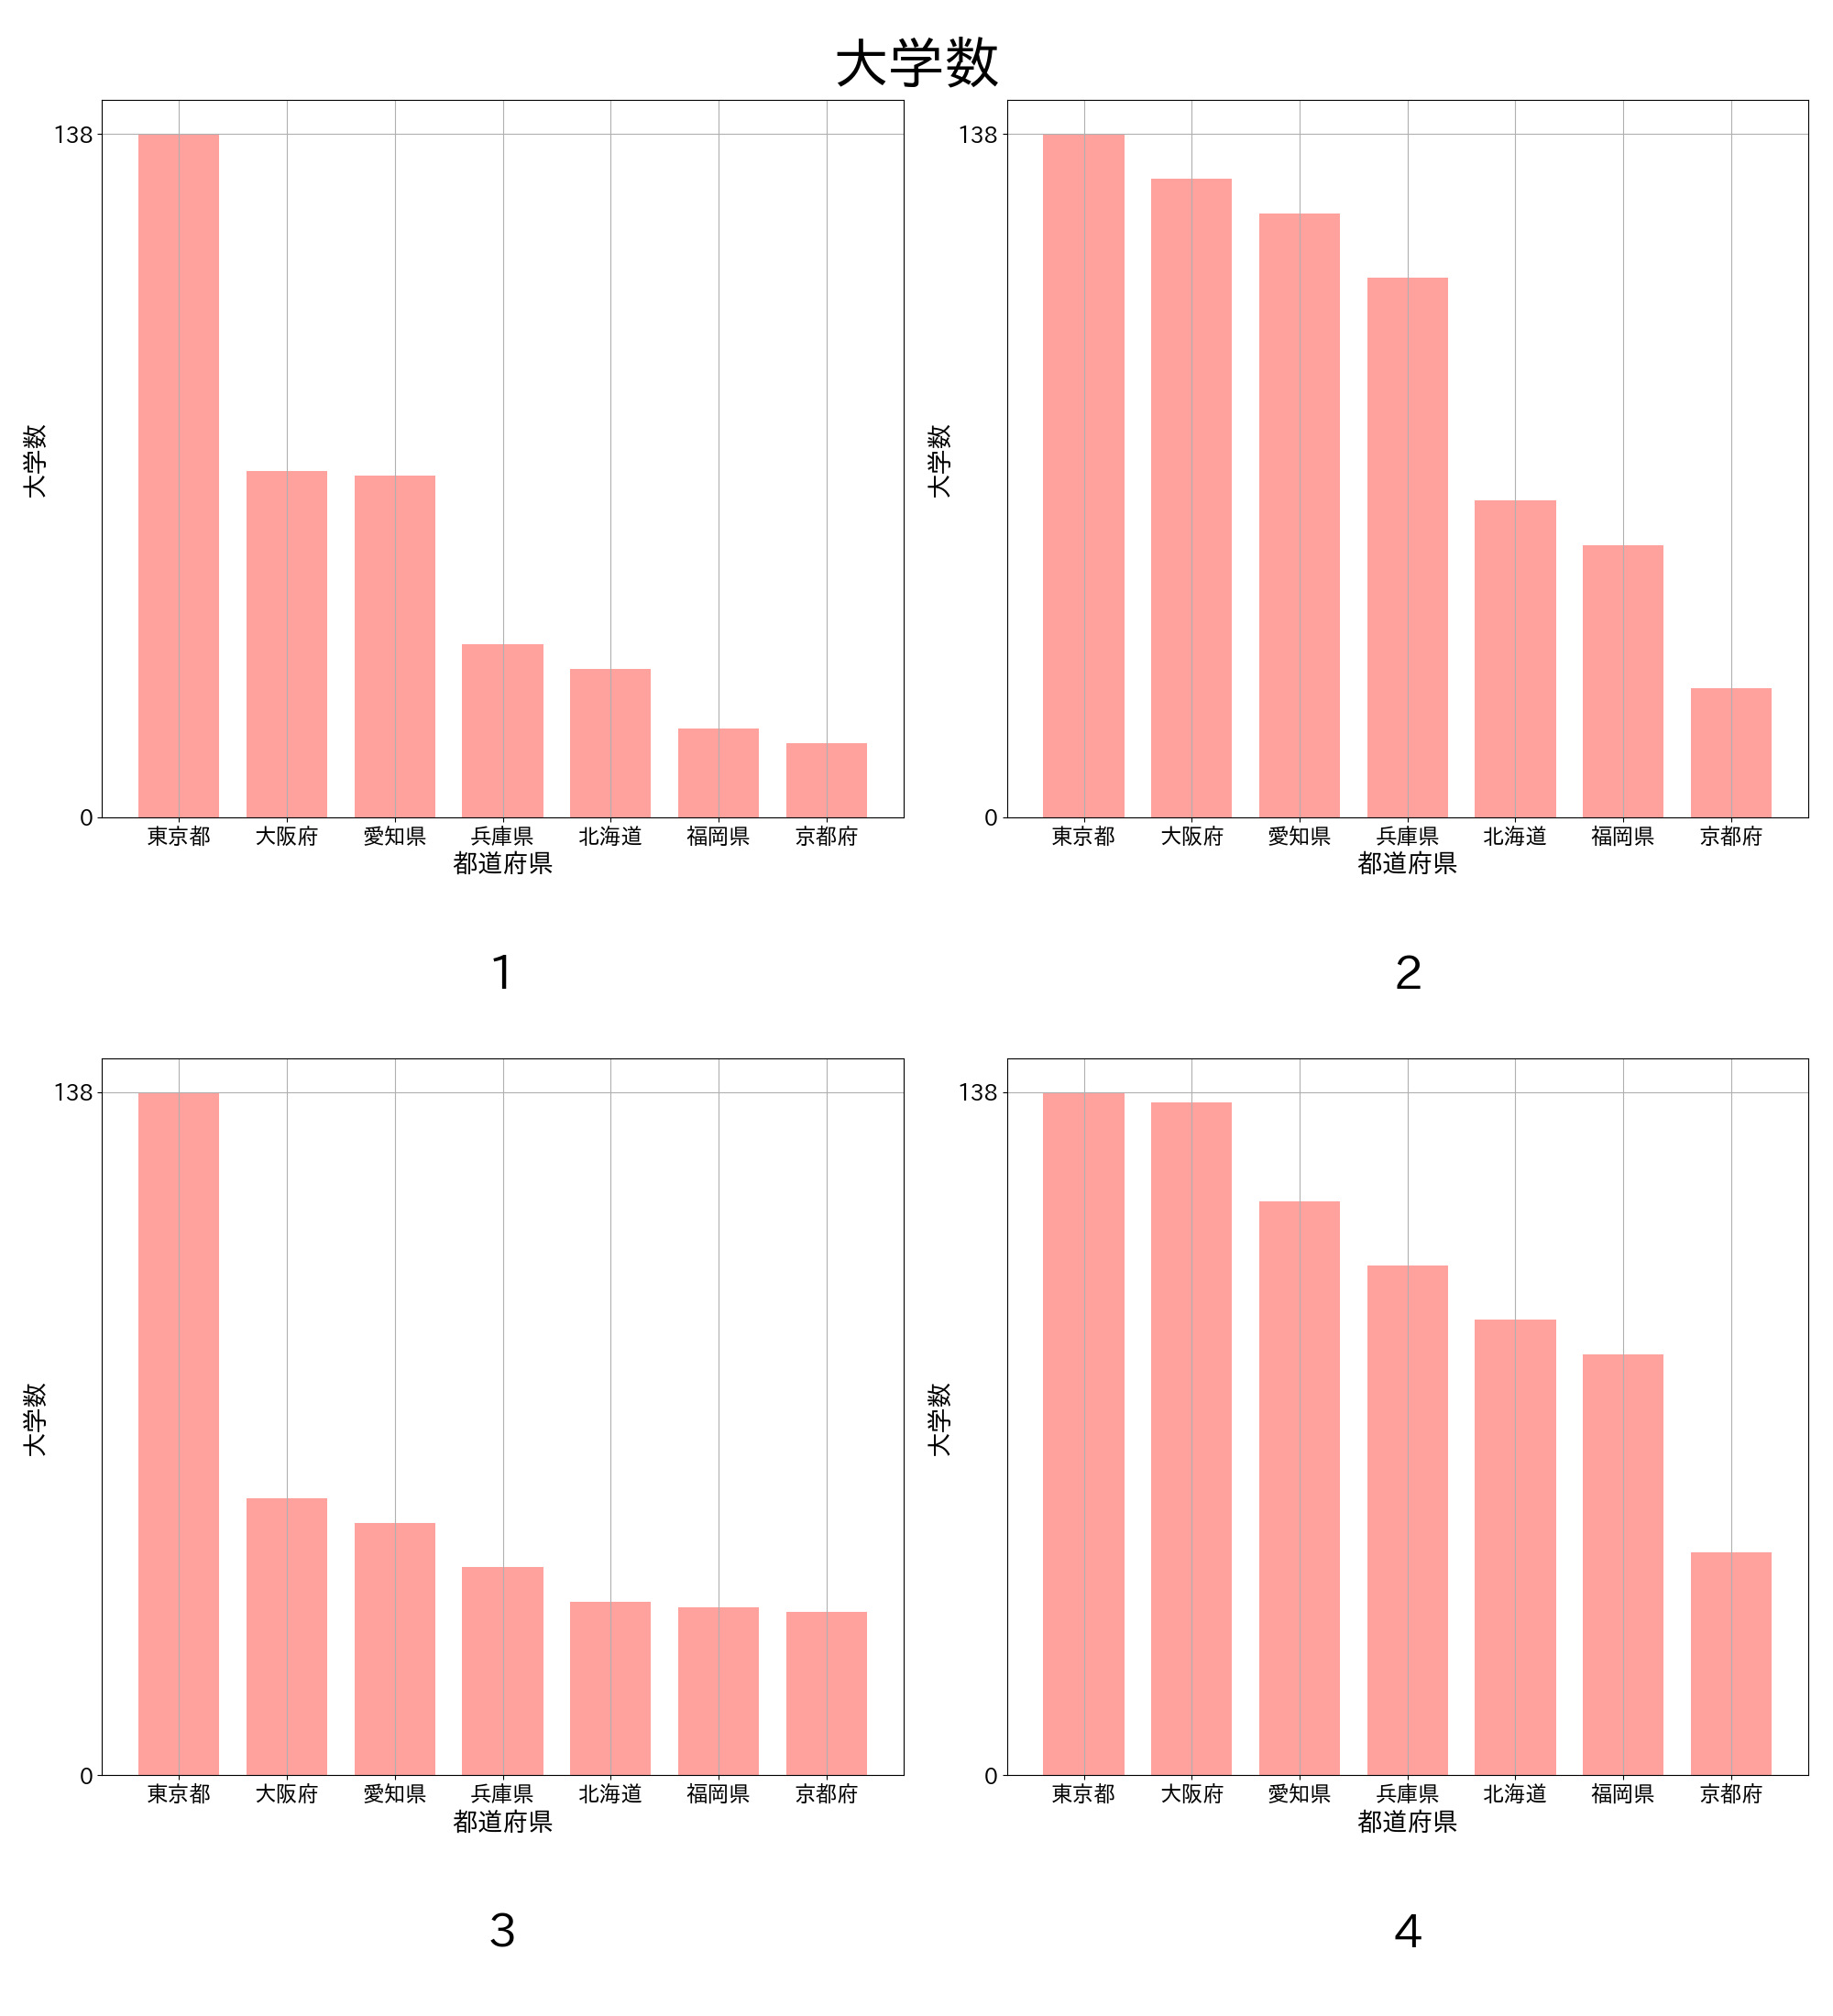 大学数
138
0
大学数
東京都 大阪府 愛知県 兵庫県 北海道 福岡県 京都府
都道府県
1
138
0
大学数
東京都 大阪府 愛知県 兵庫県 北海道 福岡県 京都府
都道府県
2
138
0
大学数
東京都 大阪府 愛知県 兵庫県 北海道 福岡県 京都府
都道府県
3
138
0
大学数
東京都 大阪府 愛知県 兵庫県 北海道 福岡県 京都府
都道府県
4